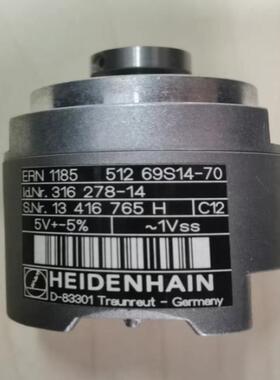 ERN 1185 512 69S14-70
Id.Nr. 316 278-14
S.Nr. 13 416 765 H C12
5V+-5% ~1Vss
HEIDENHAIN
D-83301 Traunreut - Germany